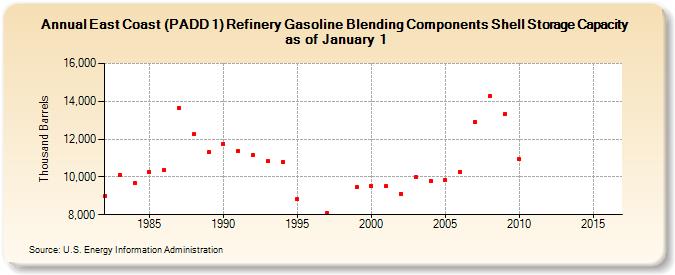 Annual East Coast (PADD 1) Refinery Gasoline Blending Components Shell Storage Capacity
as of January 1
Thousand Barrels
16,000
14,000
12,000
10,000
8,000
1985 1990 1995 2000 2005 2010 2015
Source: U.S. Energy Information Administration